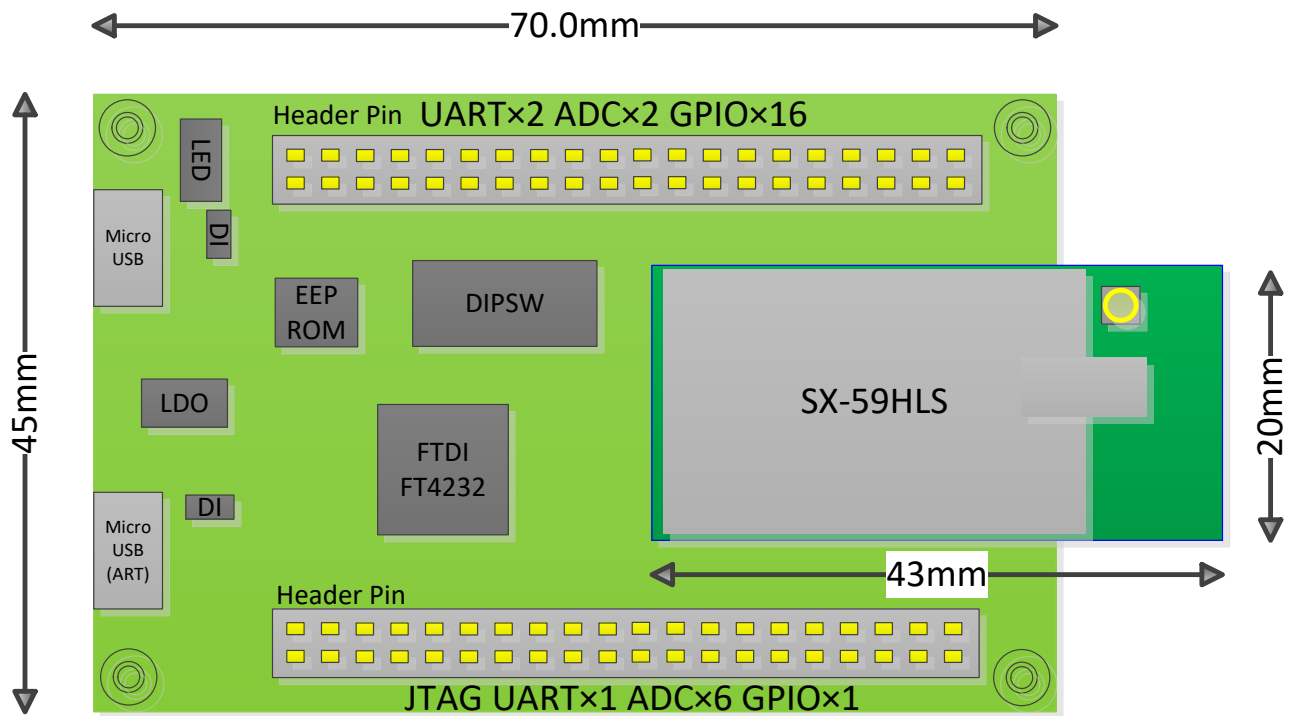 70.0mm
Header Pin UART×2 ADC×2 GPIO×16
LED
Micro
USB
DI
EEP
ROM
DIPSW
45mm
LDO
SX-59HLS
20mm
FTDI
FT4232
DI
Micro
USB
(ART)
43mm
Header Pin
JTAG UART×1 ADC×6 GPIO×1